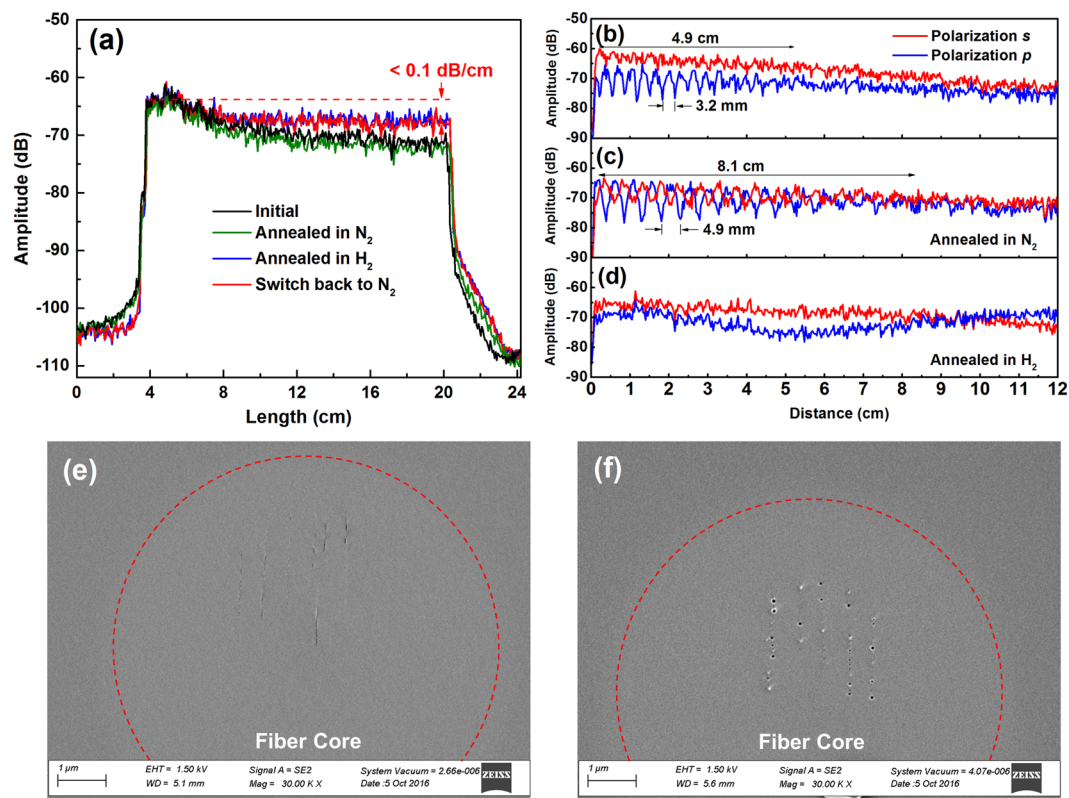 (a)
-50
-60
-70
-80
-90
-100
-110
Amplitude (dB)
< 0.1 dB/cm
Initial
Annealed in N2
Annealed in H2
Switch back to N2
0 4 8 12 16 20 24
Length (cm)
(b)
4.9 cm
Polarization s
Polarization p
3.2 mm
-50
-60
-70
-80
-90
Amplitude (dB)
(c)
8.1 cm
4.9 mm
Annealed in N2
-50
-70
-90
Amplitude (dB)
(d)
Annealed in H2
-50
-70
-90
Amplitude (dB)
0 1 2 3 4 5 6 7 8 9 10 11 12
Distance (cm)
(e)
Fiber Core
1 µm
EHT = 1.50 kV Signal A = SE2 System Vacuum = 2.66e-006
WD = 5.1 mm Mag = 30.00 K X Date :5 Oct 2016
ZEISS
(f)
Fiber Core
1 µm
EHT = 1.50 kV Signal A = SE2 System Vacuum = 4.07e-006
WD = 5.6 mm Mag = 30.00 K X Date :5 Oct 2016
ZEISS